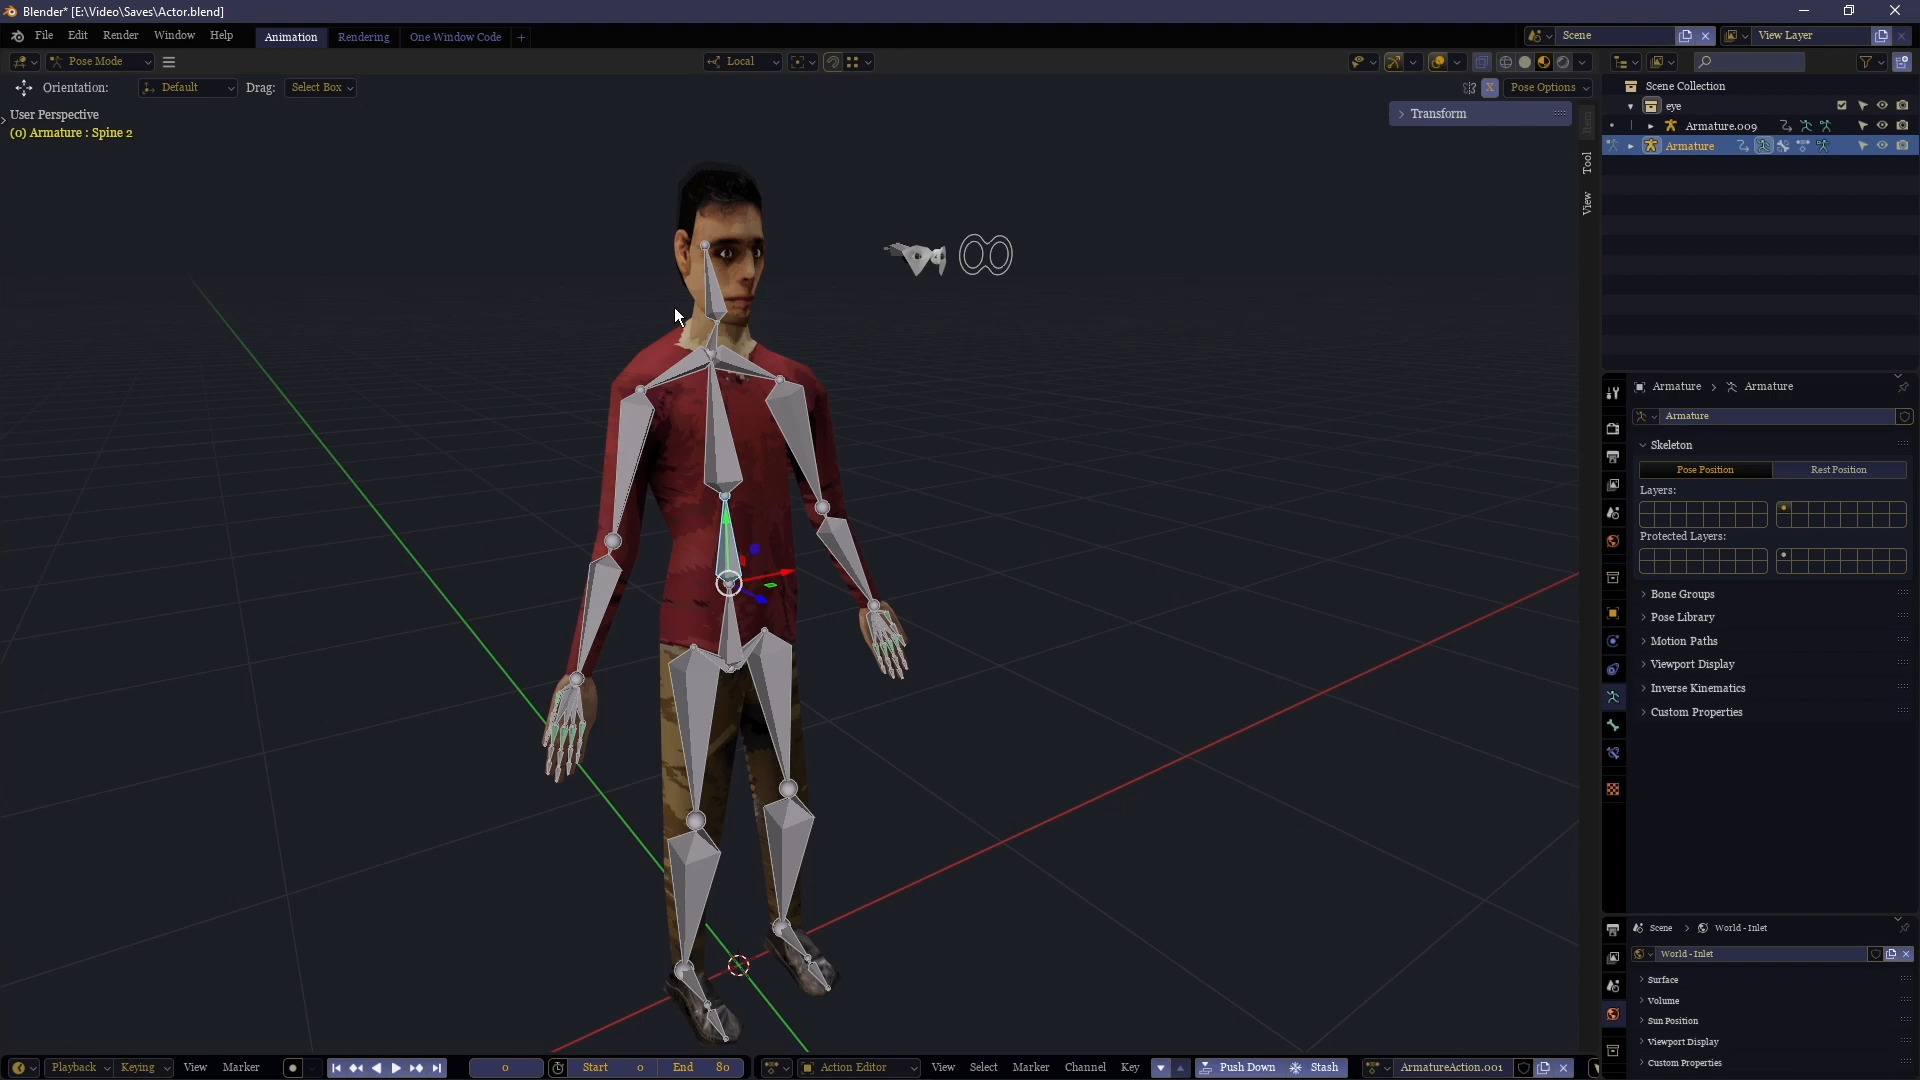 Blender* [E:\Video\Saves\Actor.blend]
File Edit Render Window Help Animation Rendering One Window Code + Scene View Layer
Pose Mode Local
Orientation: Default Drag: Select Box X Pose Options
User Perspective
(0) Armature : Spine 2
Transform
Item
Tool
View
Scene Collection
eye
Armature.009
Armature
Armature > Armature
Armature
Skeleton
Pose Position Rest Position
Layers:
Protected Layers:
Bone Groups
Pose Library
Motion Paths
Viewport Display
Inverse Kinematics
Custom Properties
Scene > World - Inlet
World - Inlet
Surface
Volume
Sun Position
Viewport Display
Custom Properties
Playback Keying View Marker 0 Start 0 End 80 Action Editor View Select Marker Channel Key Push Down Stash ArmatureAction.001